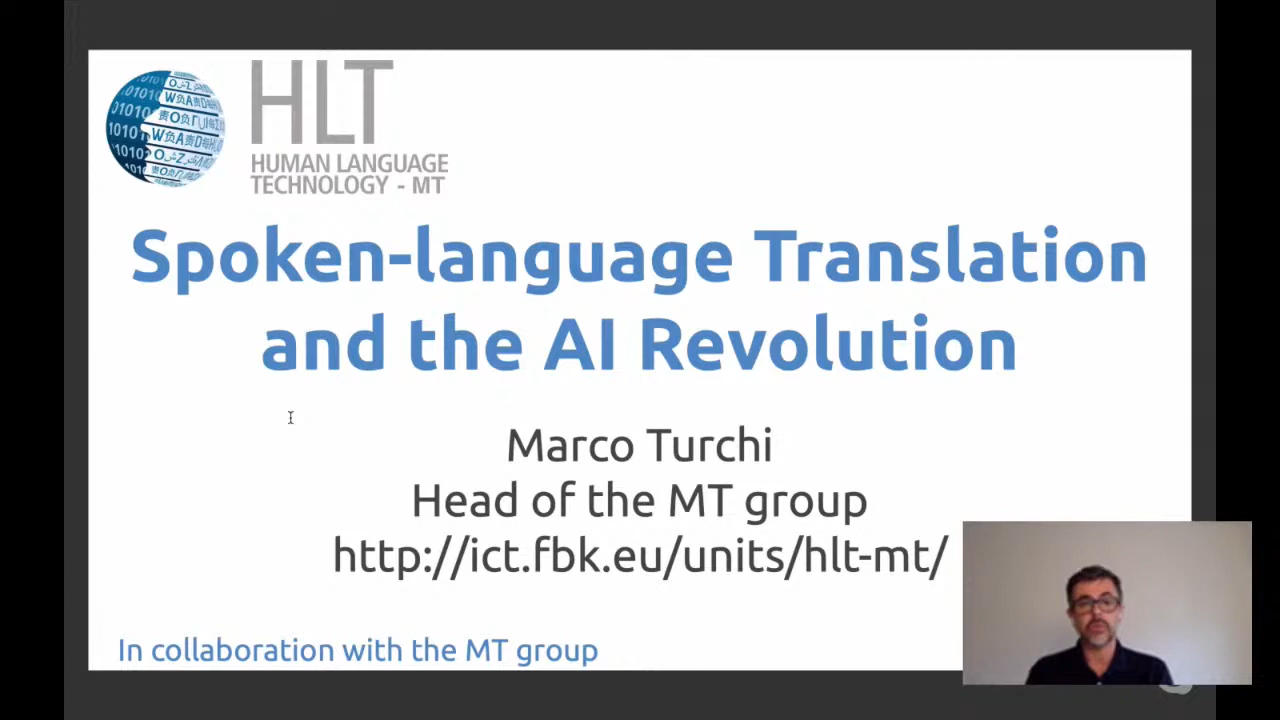 HLT
HUMAN LANGUAGE
TECHNOLOGY - MT
Spoken-language Translation
and the AI Revolution
Marco Turchi
Head of the MT group
http://ict.fbk.eu/units/hlt-mt/
In collaboration with the MT group